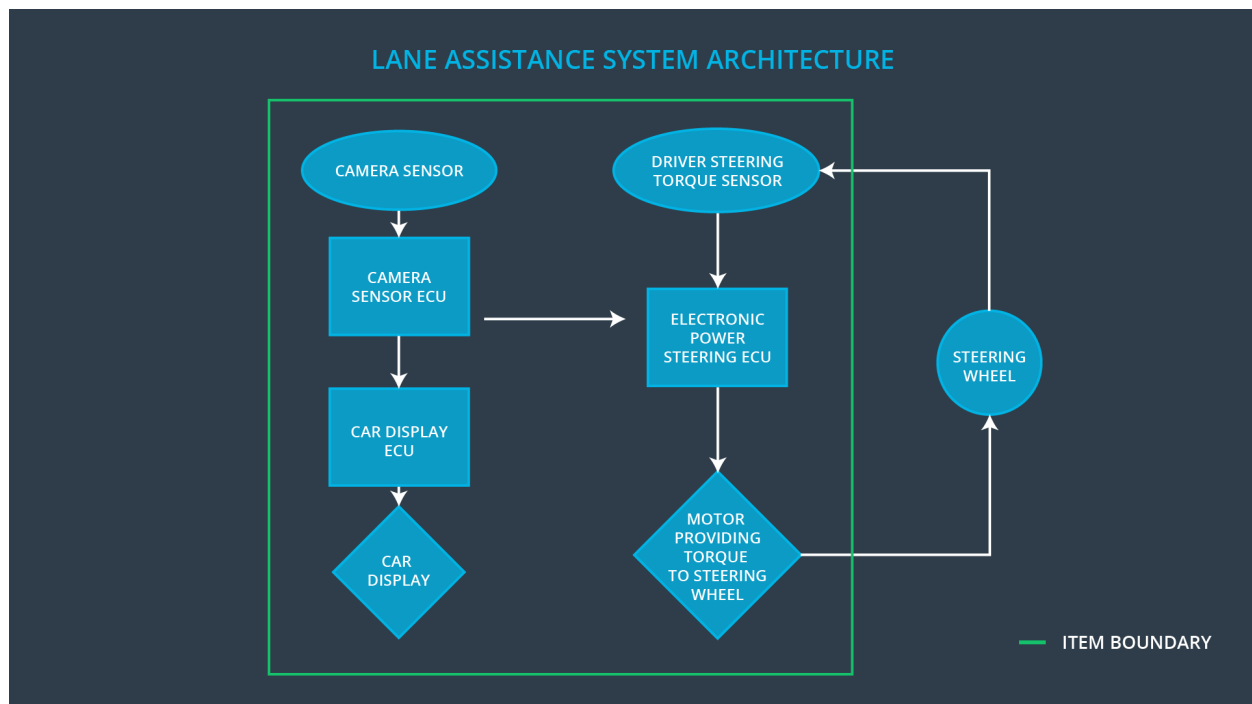 LANE ASSISTANCE SYSTEM ARCHITECTURE
CAMERA SENSOR
DRIVER STEERING
TORQUE SENSOR
CAMERA
SENSOR ECU
ELECTRONIC
POWER
STEERING ECU
STEERING
WHEEL
CAR DISPLAY
ECU
CAR
DISPLAY
MOTOR
PROVIDING
TORQUE
TO STEERING
WHEEL
ITEM BOUNDARY